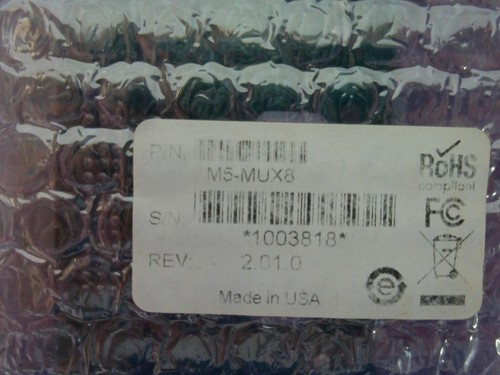 P/N:
M5-MUX8
RoHS
compliant
FC
S/N:
*1003818*
REV: 2.01.0
e
Made in USA